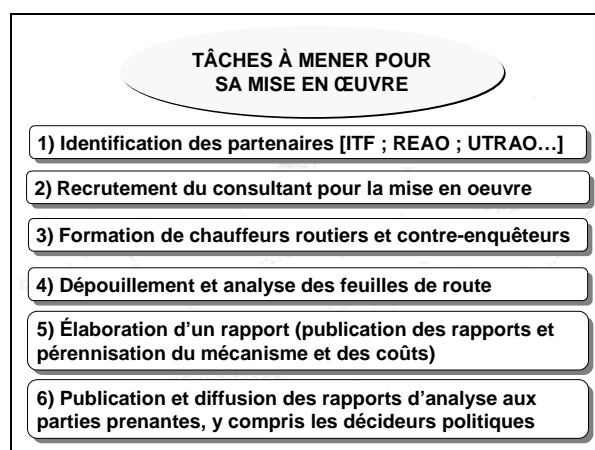 TÂCHES À MENER POUR
SA MISE EN ŒUVRE
1) Identification des partenaires [ITF ; REAO ; UTRAO…]
2) Recrutement du consultant pour la mise en oeuvre
3) Formation de chauffeurs routiers et contre-enquêteurs
4) Dépouillement et analyse des feuilles de route
5) Élaboration d’un rapport (publication des rapports et
pérennisation du mécanisme et des coûts)
6) Publication et diffusion des rapports d’analyse aux
parties prenantes, y compris les décideurs politiques